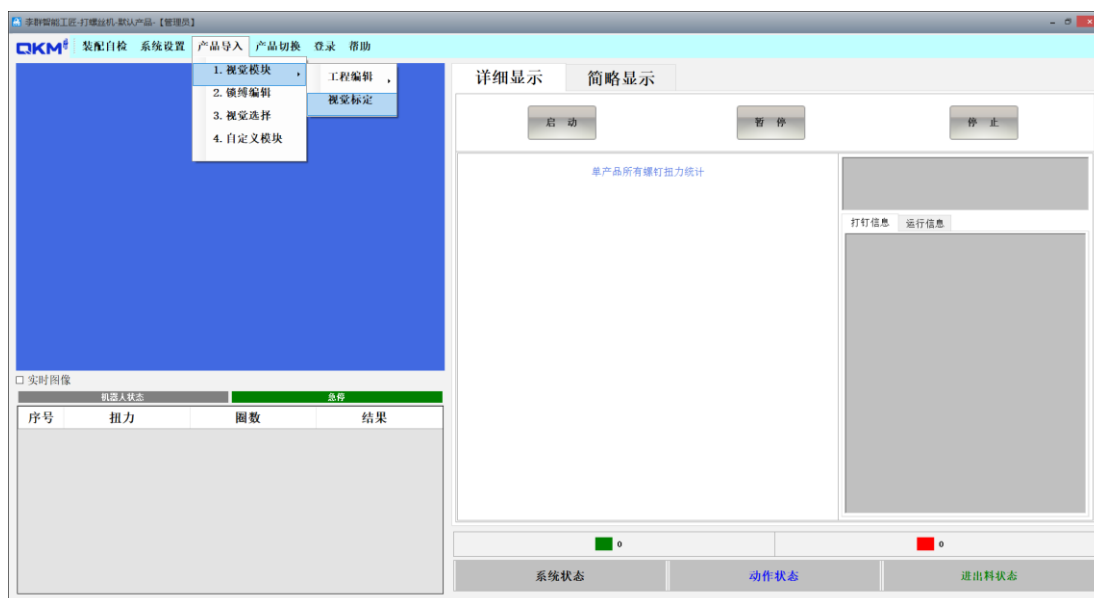 李群智能工匠-打螺丝机-默认产品-【管理员】
QKM 装配自检 系统设置 产品导入 产品切换 登录 帮助
1. 视觉模块
2. 锁缚编辑
3. 视觉选择
4. 自定义模块
工程编辑
视觉标定
详细显示 简略显示
启 动 暂 停 停 止
单产品所有螺钉扭力统计
打钉信息 运行信息
实时图像
机器人状态 急停
序号 扭力 圈数 结果
0 0
系统状态 动作状态 进出料状态